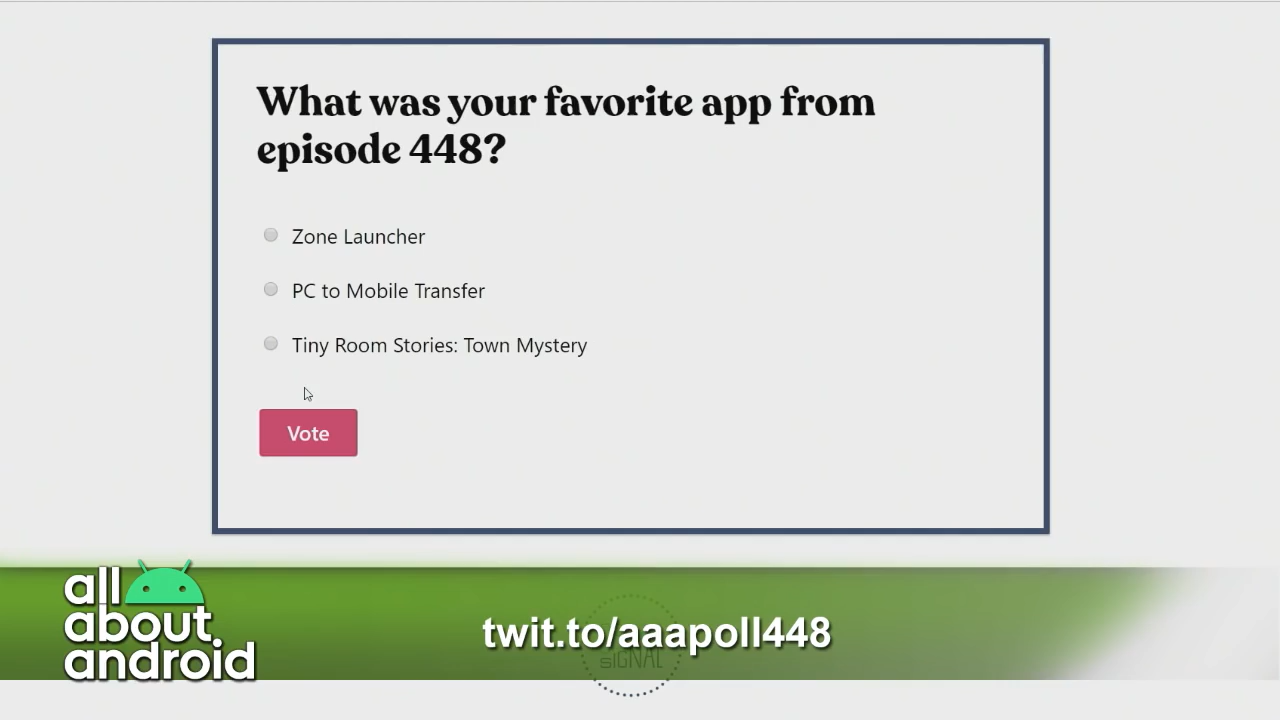 What was your favorite app from
episode 448?
Zone Launcher
PC to Mobile Transfer
Tiny Room Stories: Town Mystery
Vote
all
about
android
twit.to/aaapoll448
SIGNAL